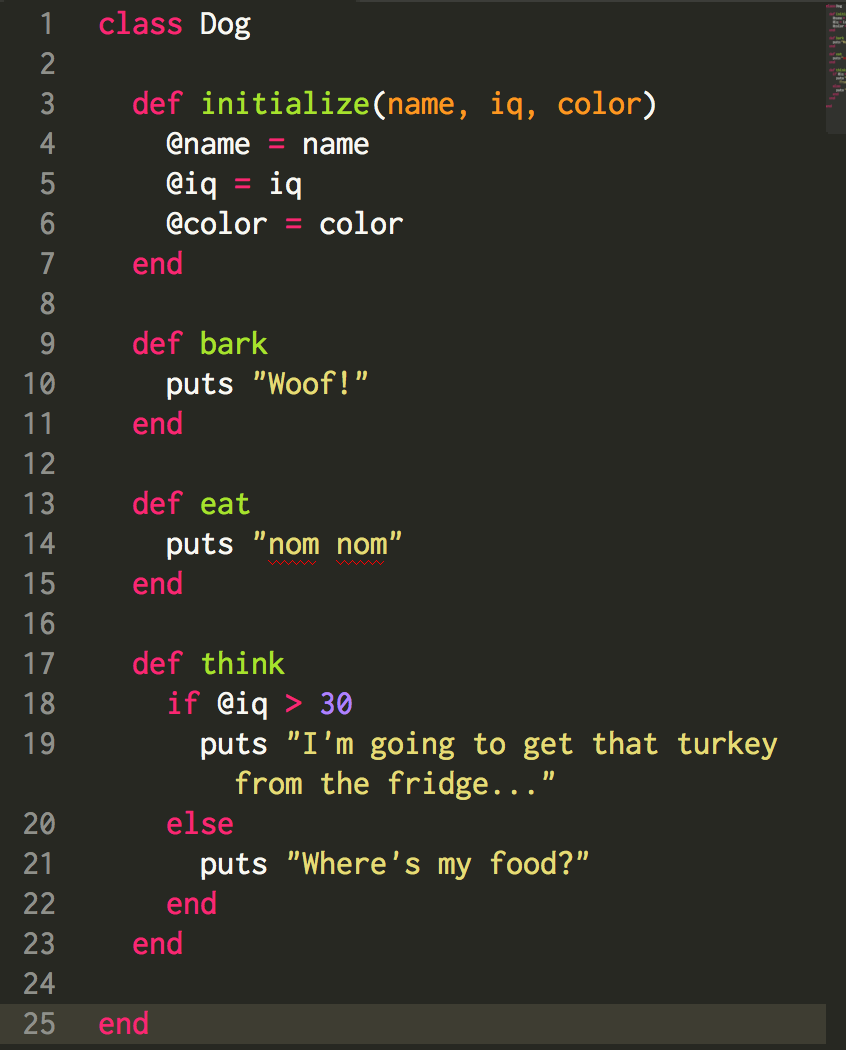 1 class Dog
2
3 def initialize(name, iq, color)
4 @name = name
5 @iq = iq
6 @color = color
7 end
8
9 def bark
10 puts "Woof!"
11 end
12
13 def eat
14 puts "nom nom"
15 end
16
17 def think
18 if @iq > 30
19 puts "I'm going to get that turkey
from the fridge..."
20 else
21 puts "Where's my food?"
22 end
23 end
24
25 end